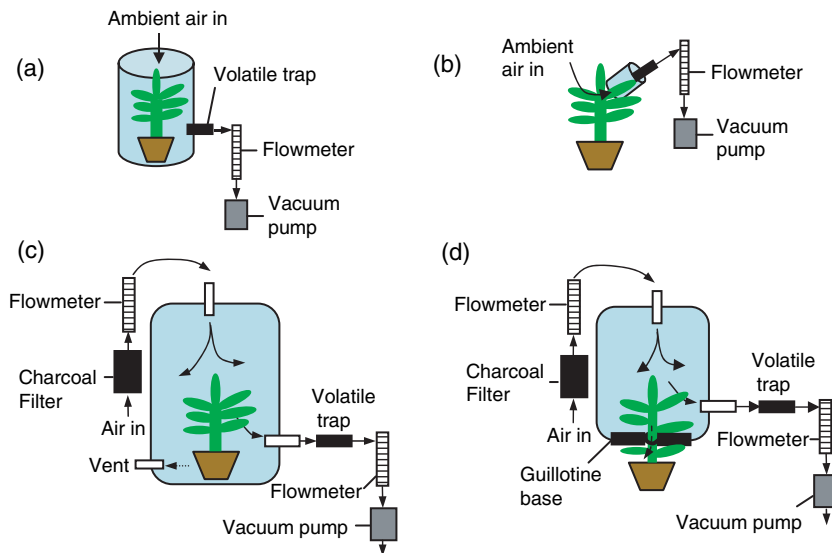 (a)
Ambient air in
Volatile trap
Flowmeter
Vacuum
pump
(b)
Ambient
air in
Flowmeter
Vacuum
pump
(c)
Flowmeter
Charcoal
Filter
Air in
Vent
Volatile
trap
Flowmeter
Vacuum pump
(d)
Flowmeter
Charcoal
Filter
Air in
Guillotine
base
Volatile
trap
Flowmeter
Vacuum pump